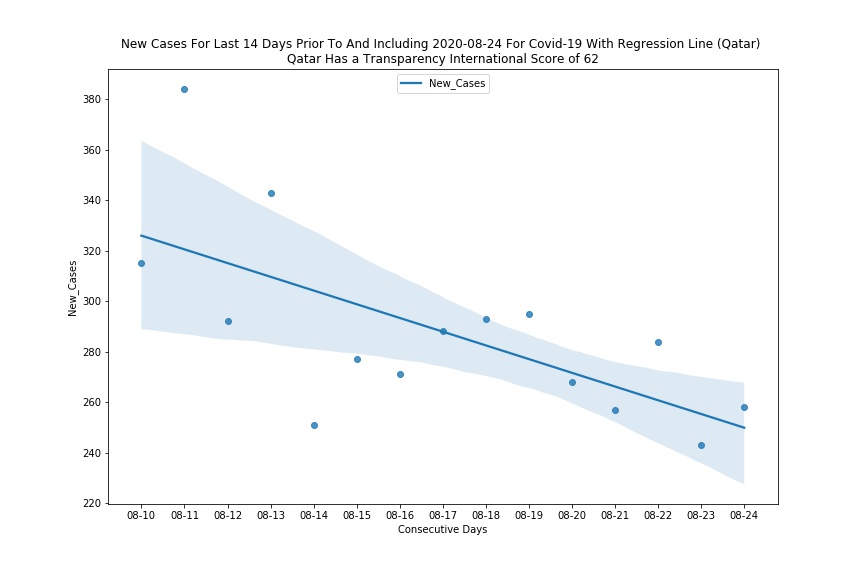 New Cases For Last 14 Days Prior To And Including 2020-08-24 For Covid-19 With Regression Line (Qatar)
Qatar Has a Transparency International Score of 62
New_Cases
380
360
340
320
300
280
260
240
220
New_Cases
08-10 08-11 08-12 08-13 08-14 08-15 08-16 08-17 08-18 08-19 08-20 08-21 08-22 08-23 08-24
Consecutive Days